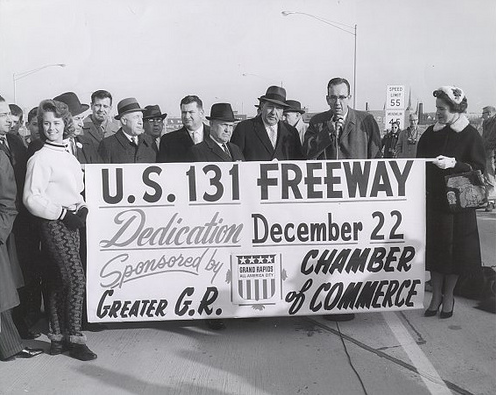 SPEED
LIMIT
55
U.S. 131 FREEWAY
Dedication December 22
Sponsored by
GRAND RAPIDS
ALL AMERICA CITY
CHAMBER
GREATER G.R. of COMMERCE